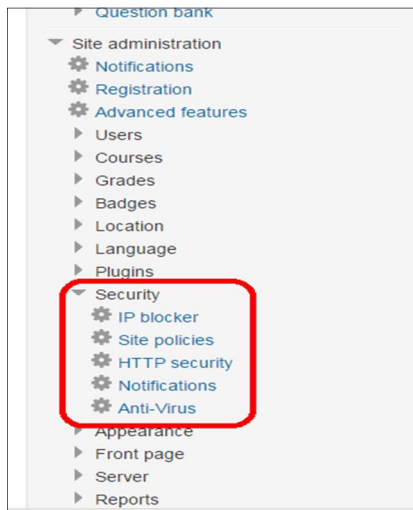 Question bank
Site administration
Notifications
Registration
Advanced features
Users
Courses
Grades
Badges
Location
Language
Plugins
Security
IP blocker
Site policies
HTTP security
Notifications
Anti-Virus
Appearance
Front page
Server
Reports